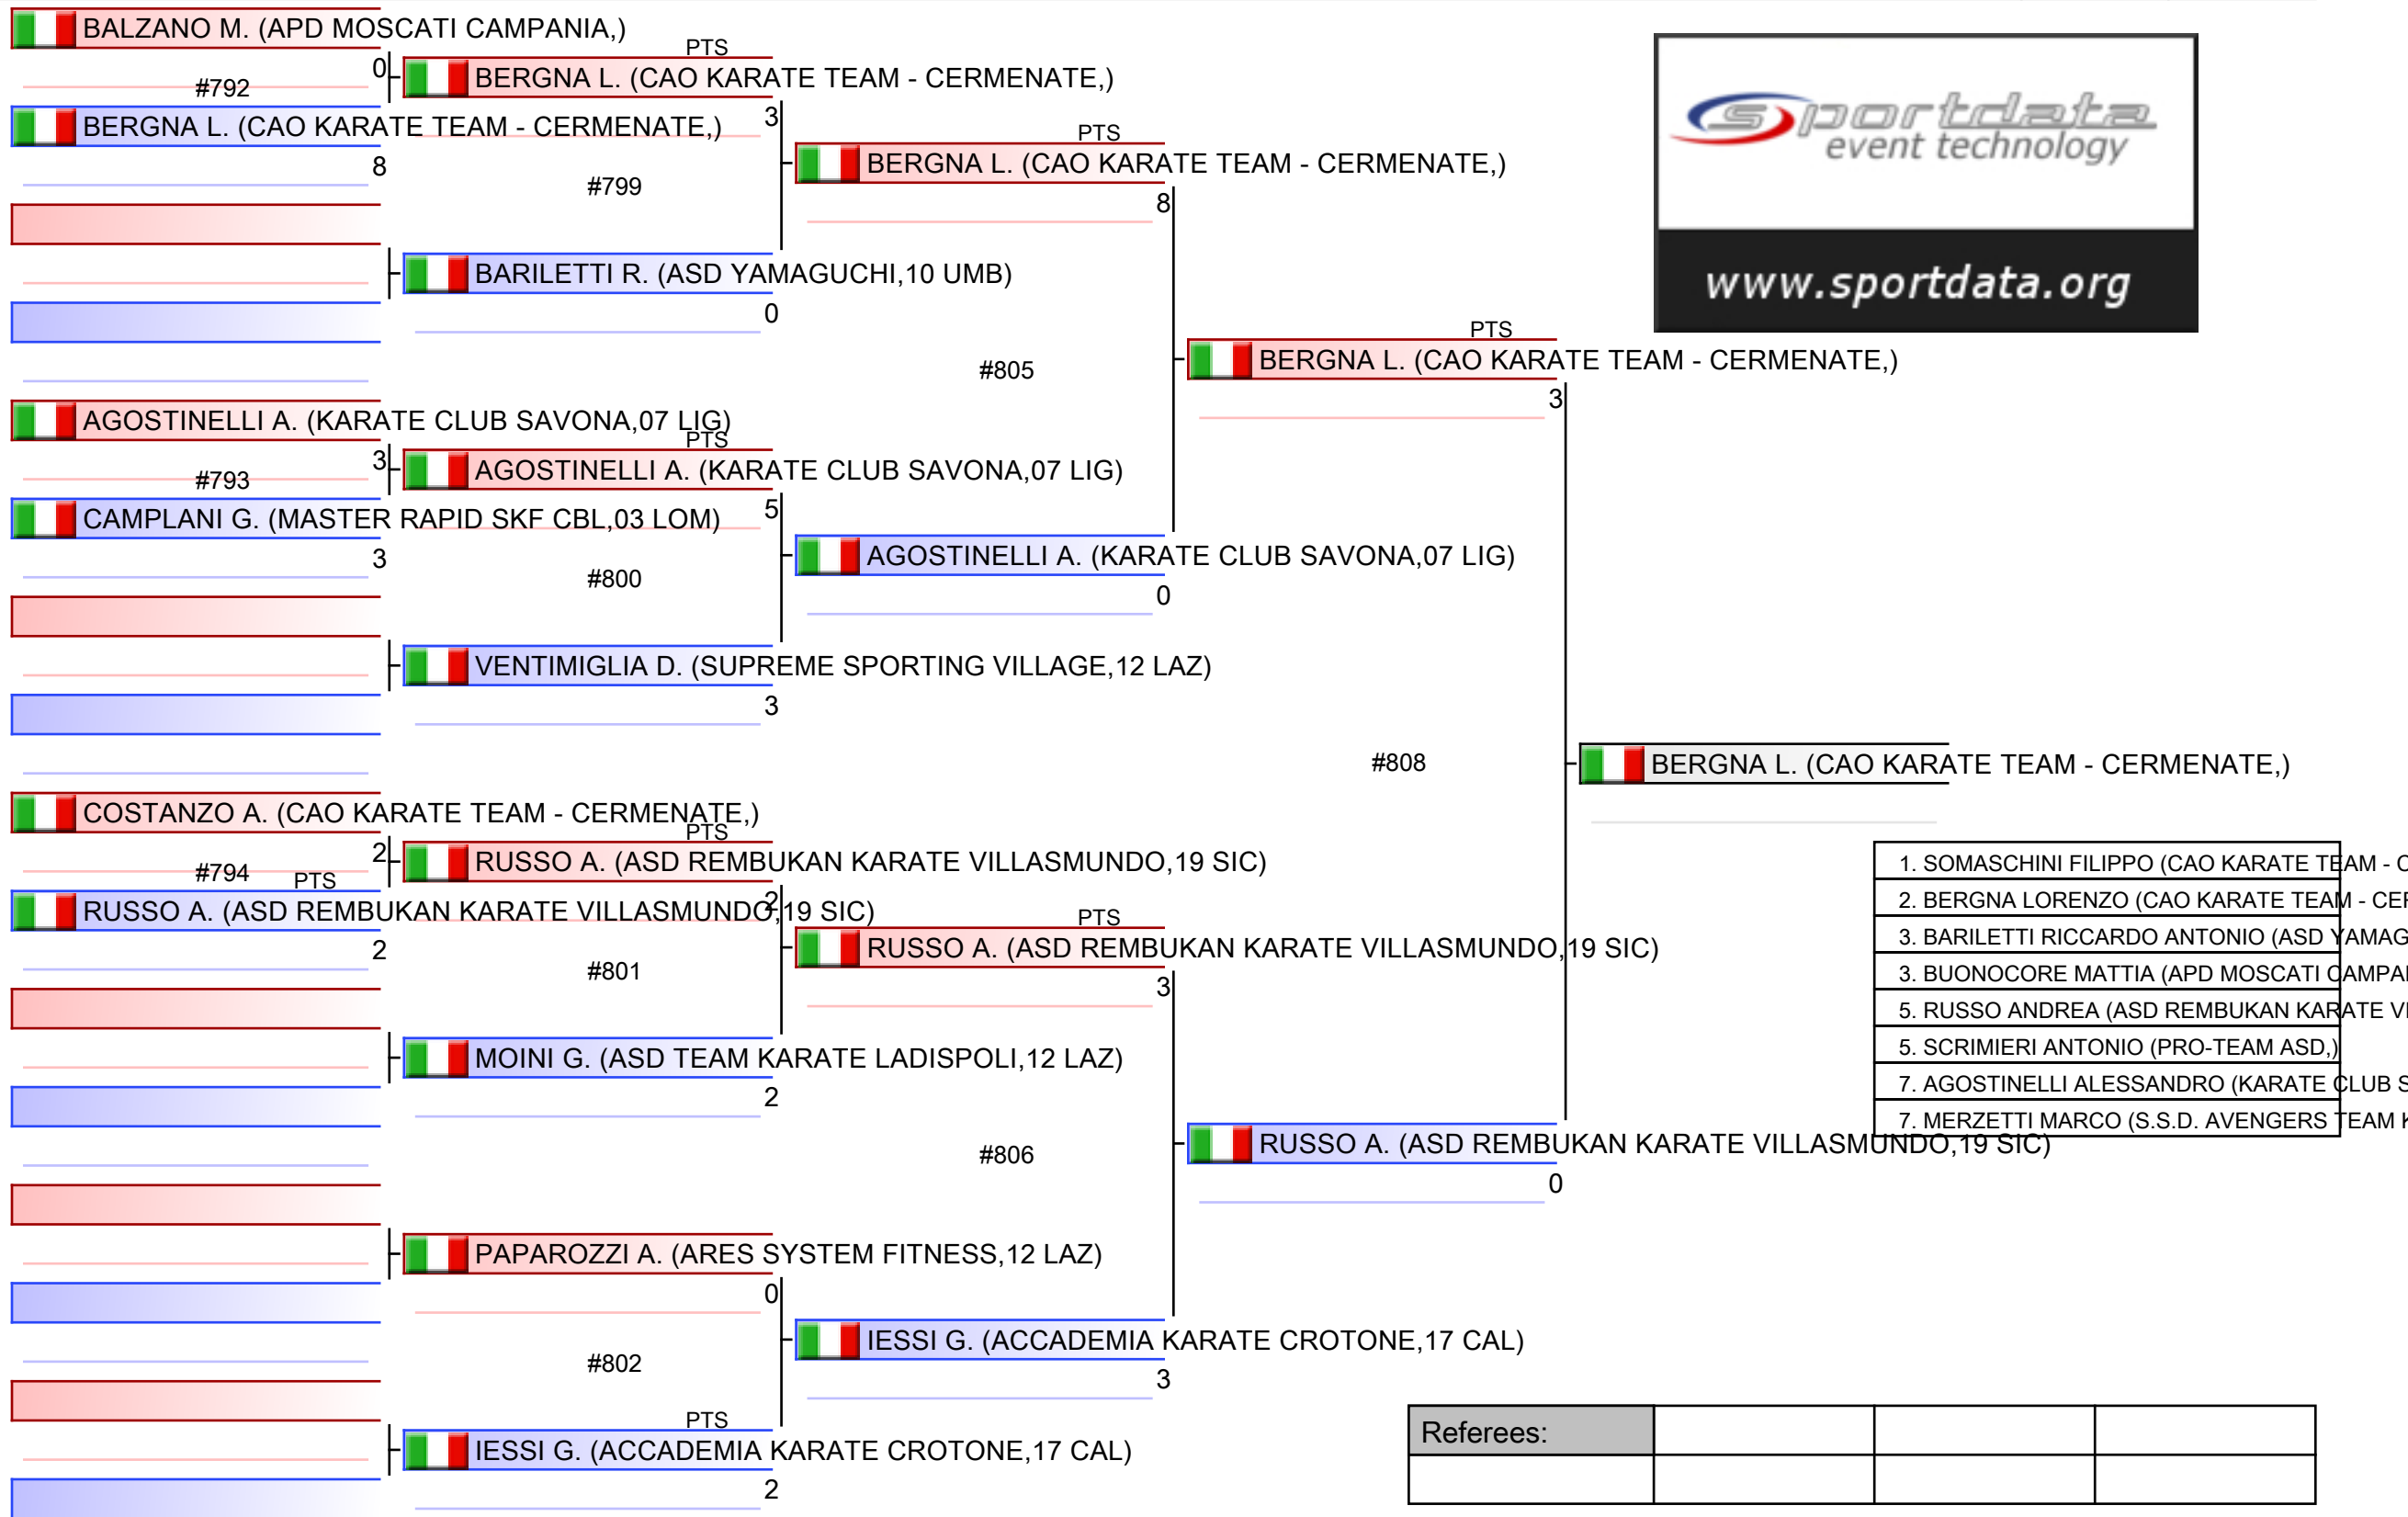 BALZANO M. (APD MOSCATI CAMPANIA,)
0
#792
BERGNA L. (CAO KARATE TEAM - CERMENATE,)
8
AGOSTINELLI A. (KARATE CLUB SAVONA,07 LIG)
3
#793
CAMPLANI G. (MASTER RAPID SKF CBL,03 LOM)
3
COSTANZO A. (CAO KARATE TEAM - CERMENATE,)
2
#794
PTS
RUSSO A. (ASD REMBUKAN KARATE VILLASMUNDO,19 SIC)
2
PTS
BERGNA L. (CAO KARATE TEAM - CERMENATE,)
3
#799
BARILETTI R. (ASD YAMAGUCHI,10 UMB)
0
PTS
AGOSTINELLI A. (KARATE CLUB SAVONA,07 LIG)
5
#800
VENTIMIGLIA D. (SUPREME SPORTING VILLAGE,12 LAZ)
3
PTS
RUSSO A. (ASD REMBUKAN KARATE VILLASMUNDO,19 SIC)
2
#801
MOINI G. (ASD TEAM KARATE LADISPOLI,12 LAZ)
2
PAPAROZZI A. (ARES SYSTEM FITNESS,12 LAZ)
0
#802
PTS
IESSI G. (ACCADEMIA KARATE CROTONE,17 CAL)
2
PTS
BERGNA L. (CAO KARATE TEAM - CERMENATE,)
8
#805
AGOSTINELLI A. (KARATE CLUB SAVONA,07 LIG)
0
PTS
RUSSO A. (ASD REMBUKAN KARATE VILLASMUNDO,19 SIC)
3
#806
IESSI G. (ACCADEMIA KARATE CROTONE,17 CAL)
3
PTS
BERGNA L. (CAO KARATE TEAM - CERMENATE,)
3
#808
RUSSO A. (ASD REMBUKAN KARATE VILLASMUNDO,19 SIC)
0
BERGNA L. (CAO KARATE TEAM - CERMENATE,)
sportdata
event technology
www.sportdata.org
1. SOMASCHINI FILIPPO (CAO KARATE TEAM - C
2. BERGNA LORENZO (CAO KARATE TEAM - CER
3. BARILETTI RICCARDO ANTONIO (ASD YAMAG
3. BUONOCORE MATTIA (APD MOSCATI CAMPA
5. RUSSO ANDREA (ASD REMBUKAN KARATE VI
5. SCRIMIERI ANTONIO (PRO-TEAM ASD,)
7. AGOSTINELLI ALESSANDRO (KARATE CLUB S
7. MERZETTI MARCO (S.S.D. AVENGERS TEAM K
Referees: